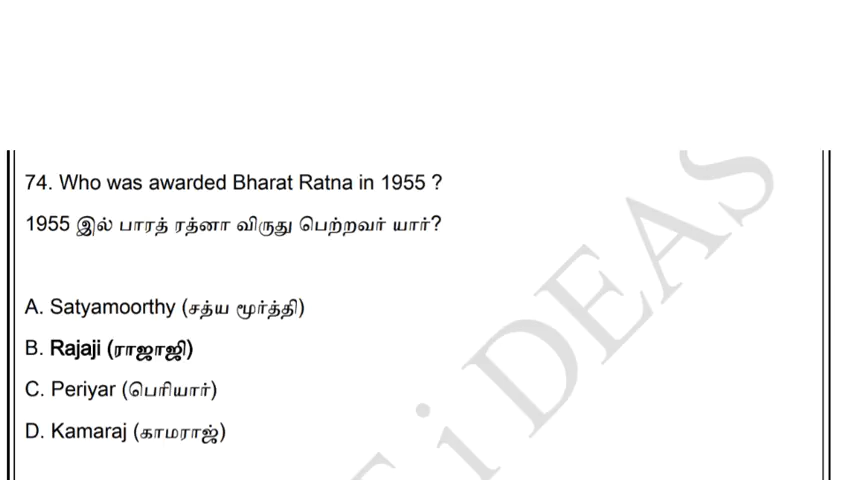 74. Who was awarded Bharat Ratna in 1955 ?
1955 இல் பாரத் ரத்னா விருது பெற்றவர் யார்?
A. Satyamoorthy (சத்ய மூர்த்தி)
B. Rajaji (ராஜாஜி)
C. Periyar (பெரியார்)
D. Kamaraj (காமராஜ்)
i DEAS